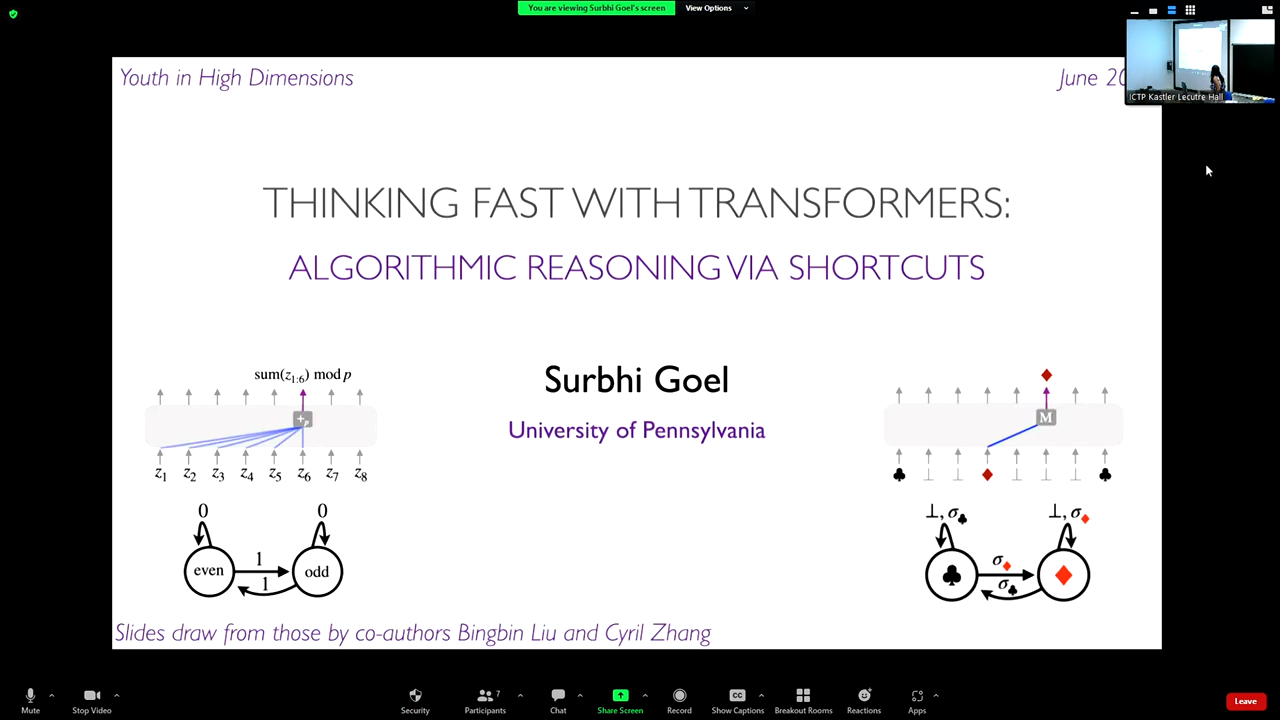 You are viewing Surbhi Goel's screen
View Options
Youth in High Dimensions
June 20
ICTP Kastler Lecutre Hall
THINKING FAST WITH TRANSFORMERS:
ALGORITHMIC REASONING VIA SHORTCUTS
Surbhi Goel
University of Pennsylvania
sum(z1:6) mod p
+p
z1 z2 z3 z4 z5 z6 z7 z8
0 0
even 1 odd
1
♦
M
♣ ⊥ ⊥ ♦ ⊥ ⊥ ⊥ ♣
⊥, σ♣ ⊥, σ♦
♣ σ♦ ♦
σ♣
Slides draw from those by co-authors Bingbin Liu and Cyril Zhang
Mute
Stop Video
Security
Participants 7
Chat
Share Screen
Record
CC
Show Captions
Breakout Rooms
Reactions
Apps
Leave